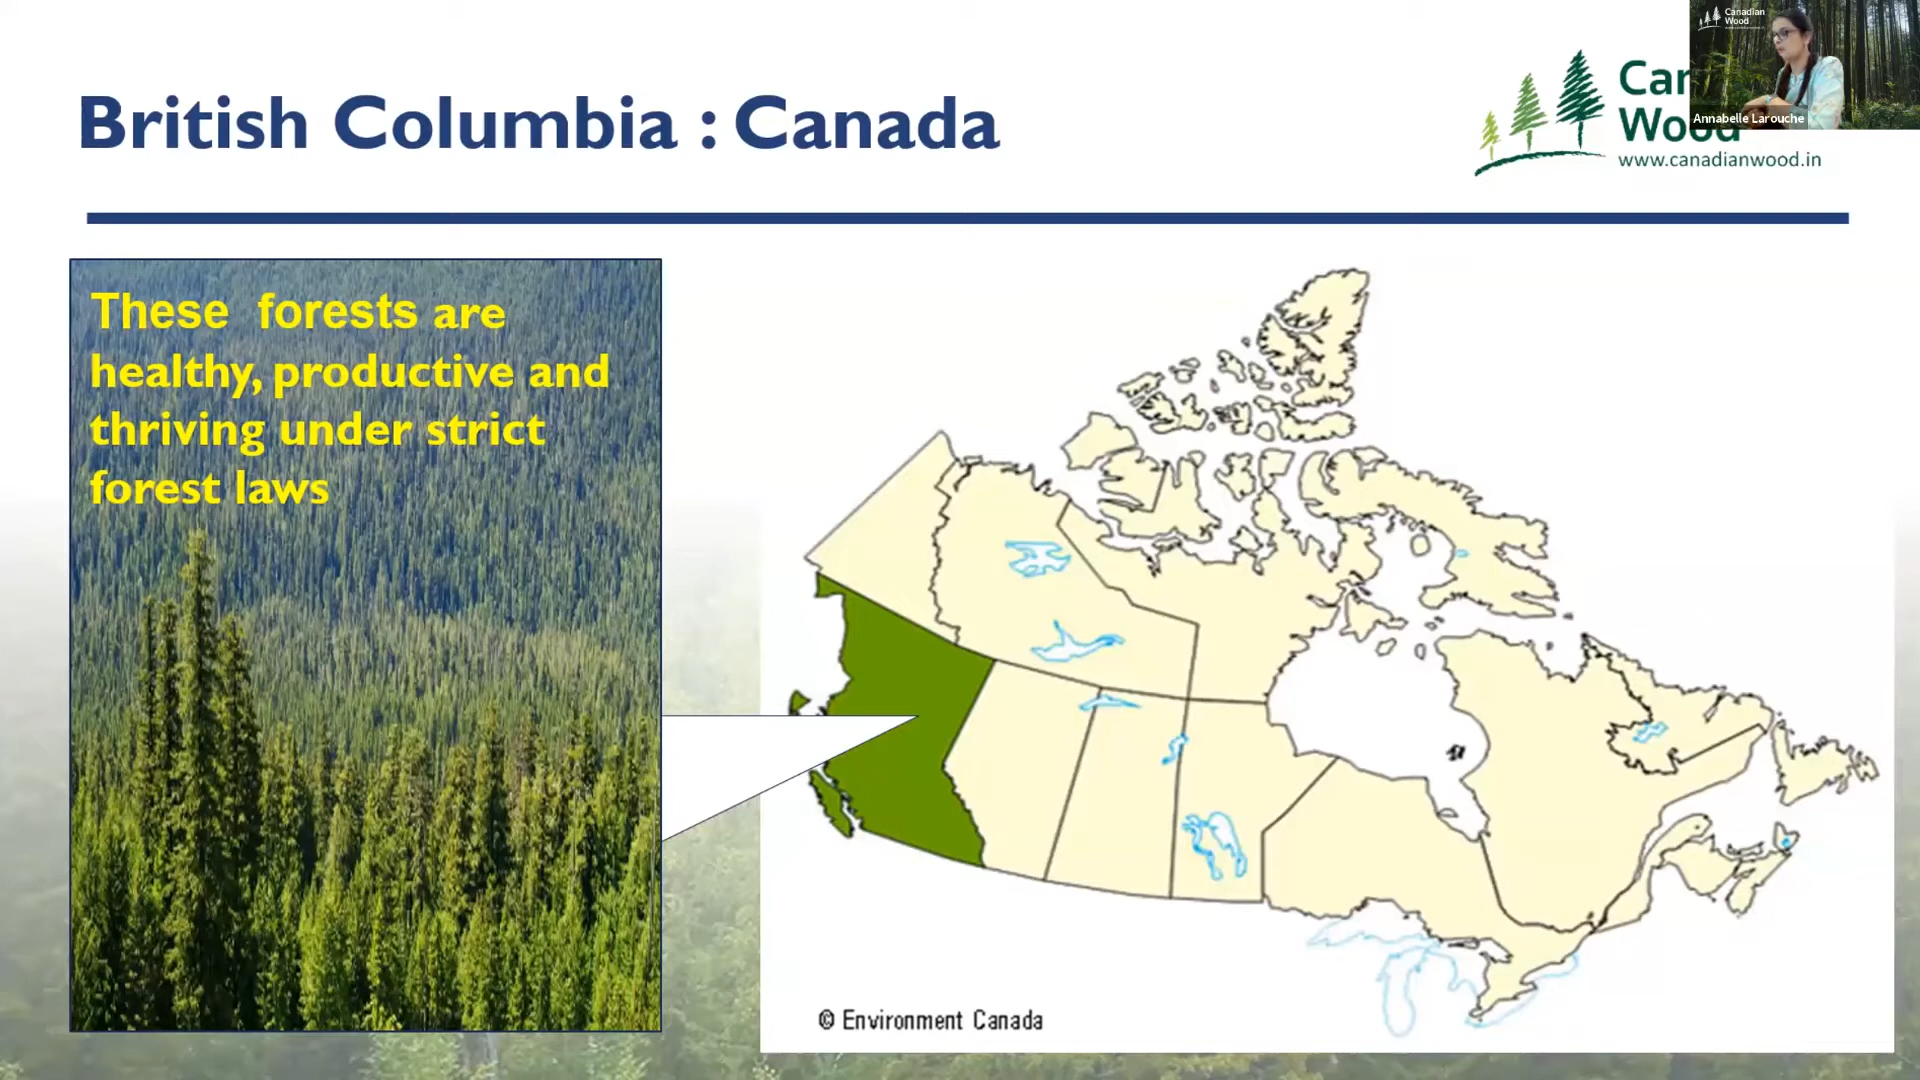 British Columbia : Canada
Canadian
Wood
Annabelle Larouche
www.canadianwood.in
These forests are
healthy, productive and
thriving under strict
forest laws
© Environment Canada